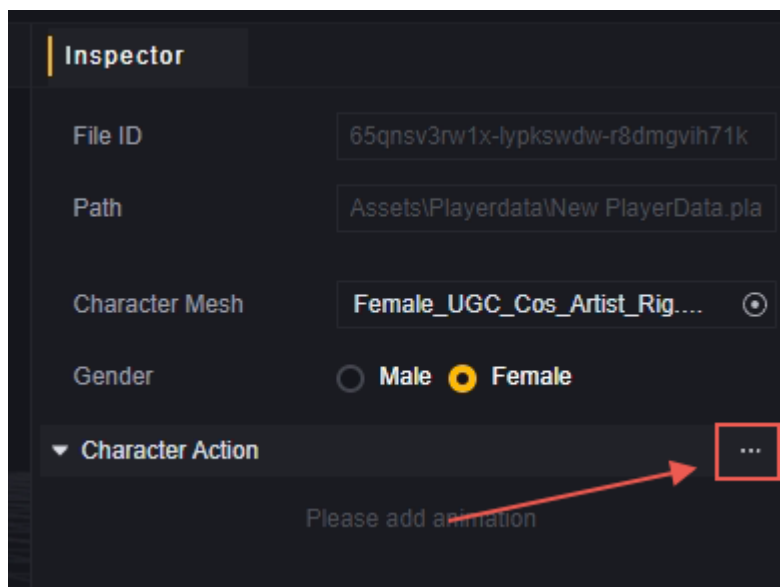 Inspector
File ID 65qnsv3rw1x-lypkswdw-r8dmgvih71k
Path Assets\Playerdata\New PlayerData.pla
Character Mesh Female_UGC_Cos_Artist_Rig....
Gender Male Female
Character Action ...
Please add animation